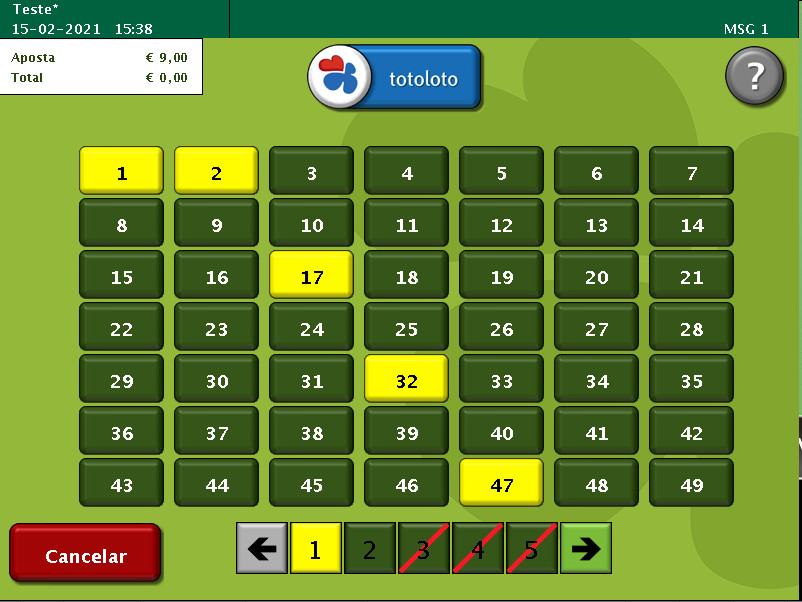 Teste*
15-02-2021 15:38
MSG 1
Aposta € 9,00
Total € 0,00
totoloto
?
1 2 3 4 5 6 7
8 9 10 11 12 13 14
15 16 17 18 19 20 21
22 23 24 25 26 27 28
29 30 31 32 33 34 35
36 37 38 39 40 41 42
43 44 45 46 47 48 49
Cancelar
1 2 3 4 5